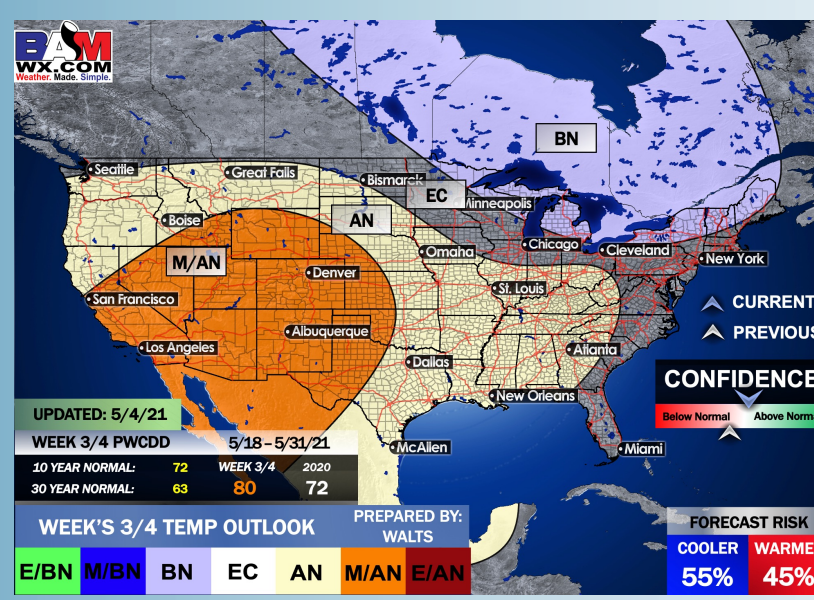 BAM
WX.COM
Weather. Made. Simple.
BN
Seattle
Great Falls
Bismarck
EC
Minneapolis
Boise
AN
M/AN
Omaha
Chicago
Cleveland
New York
Denver
St. Louis
San Francisco
CURRENT
Albuquerque
PREVIOUS
Los Angeles
Atlanta
Dallas
CONFIDENCE
New Orleans
Below Normal
Above Norma
UPDATED: 5/4/21
WEEK 3/4 PWCDD 5/18 – 5/31/21
McAllen
Miami
10 YEAR NORMAL: 72 WEEK 3/4 2020
30 YEAR NORMAL: 63 80 72
WEEK'S 3/4 TEMP OUTLOOK
PREPARED BY:
WALTS
FORECAST RISK
COOLER WARME
55% 45%
E/BN M/BN BN EC AN M/AN E/AN